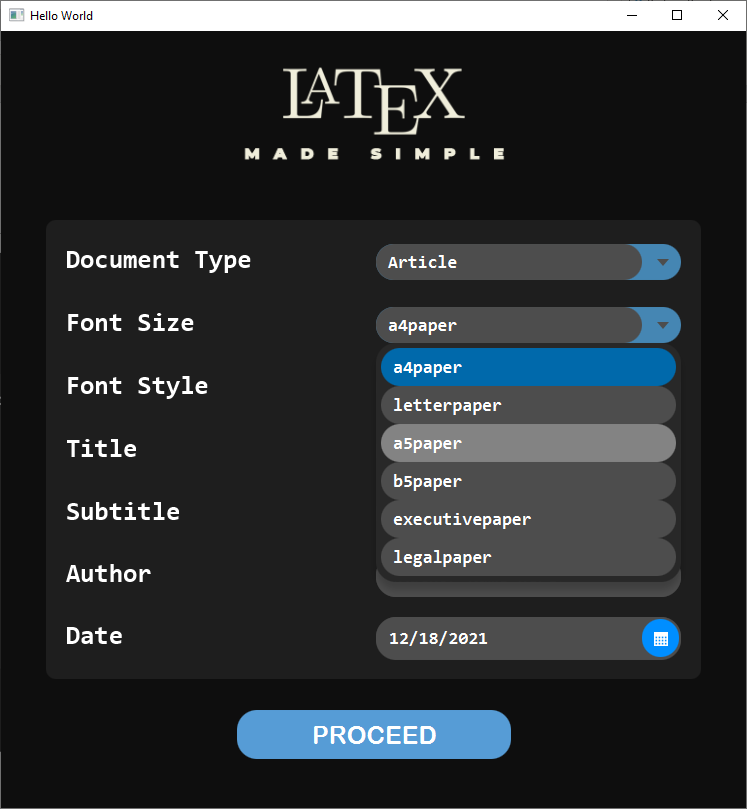 Hello World
LATEX
MADE SIMPLE
Document Type
Article
Font Size
a4paper
a4paper
Font Style
letterpaper
a5paper
Title
b5paper
Subtitle
executivepaper
legalpaper
Author
Date
12/18/2021
PROCEED